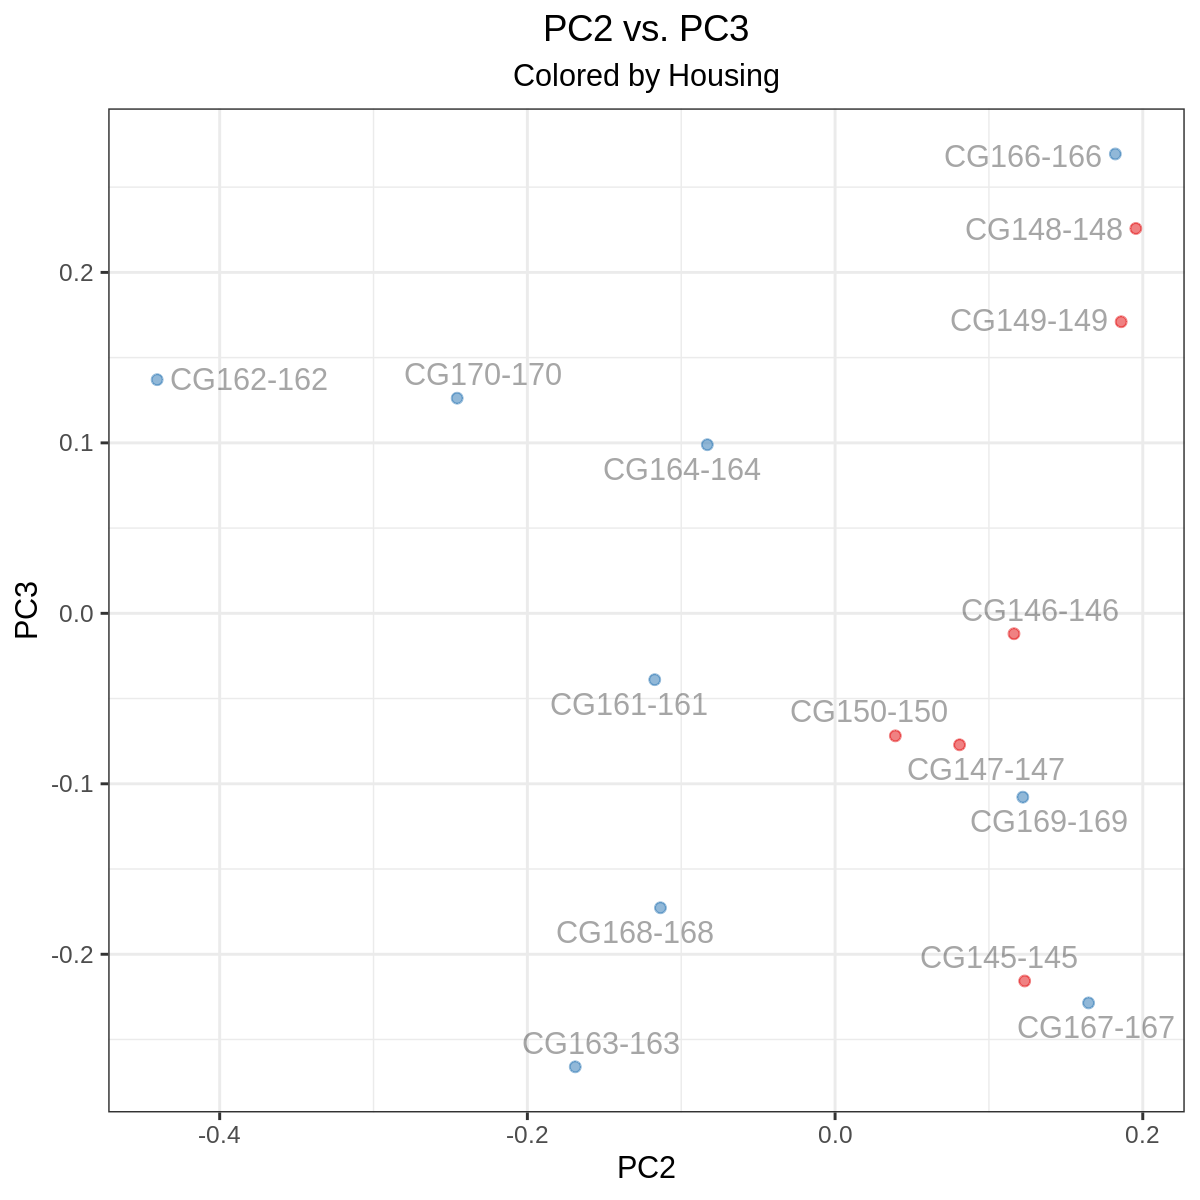 PC2 vs. PC3
Colored by Housing
CG166-166
CG148-148
0.2
CG149-149
CG162-162
CG170-170
0.1
CG164-164
PC3
0.0
CG146-146
CG161-161
CG150-150
CG147-147
-0.1
CG169-169
CG168-168
-0.2
CG145-145
CG167-167
CG163-163
-0.4
-0.2
0.0
0.2
PC2